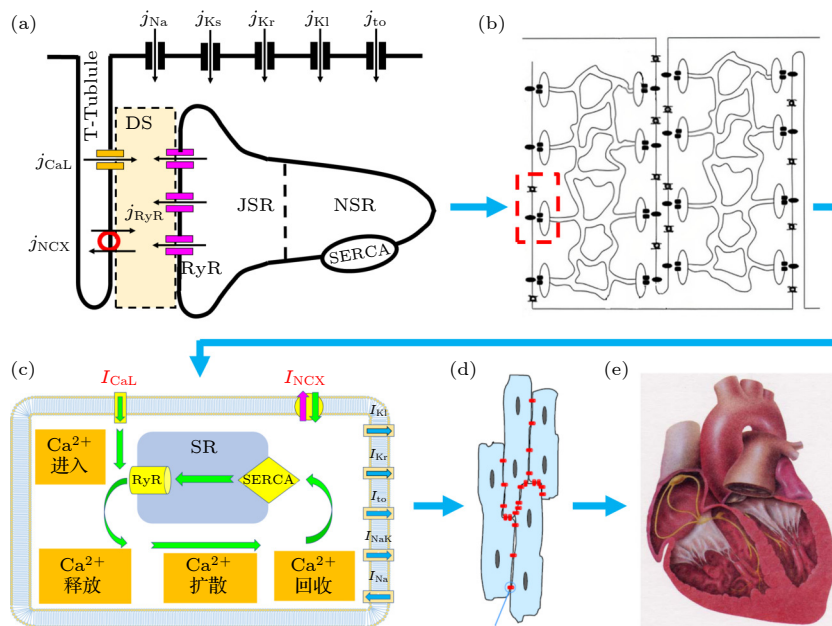 (a)
j_Na j_Ks j_Kr j_Kl j_to
T-Tublule
DS
j_CaL
j_RyR
j_NCX
RyR
JSR
NSR
SERCA
(b)
(c)
I_CaL
I_NCX
Ca²⁺
进入
SR
RyR
SERCA
Ca²⁺
释放
Ca²⁺
扩散
Ca²⁺
回收
I_Kl
I_Kr
I_to
I_NaK
I_Na
(d)
(e)